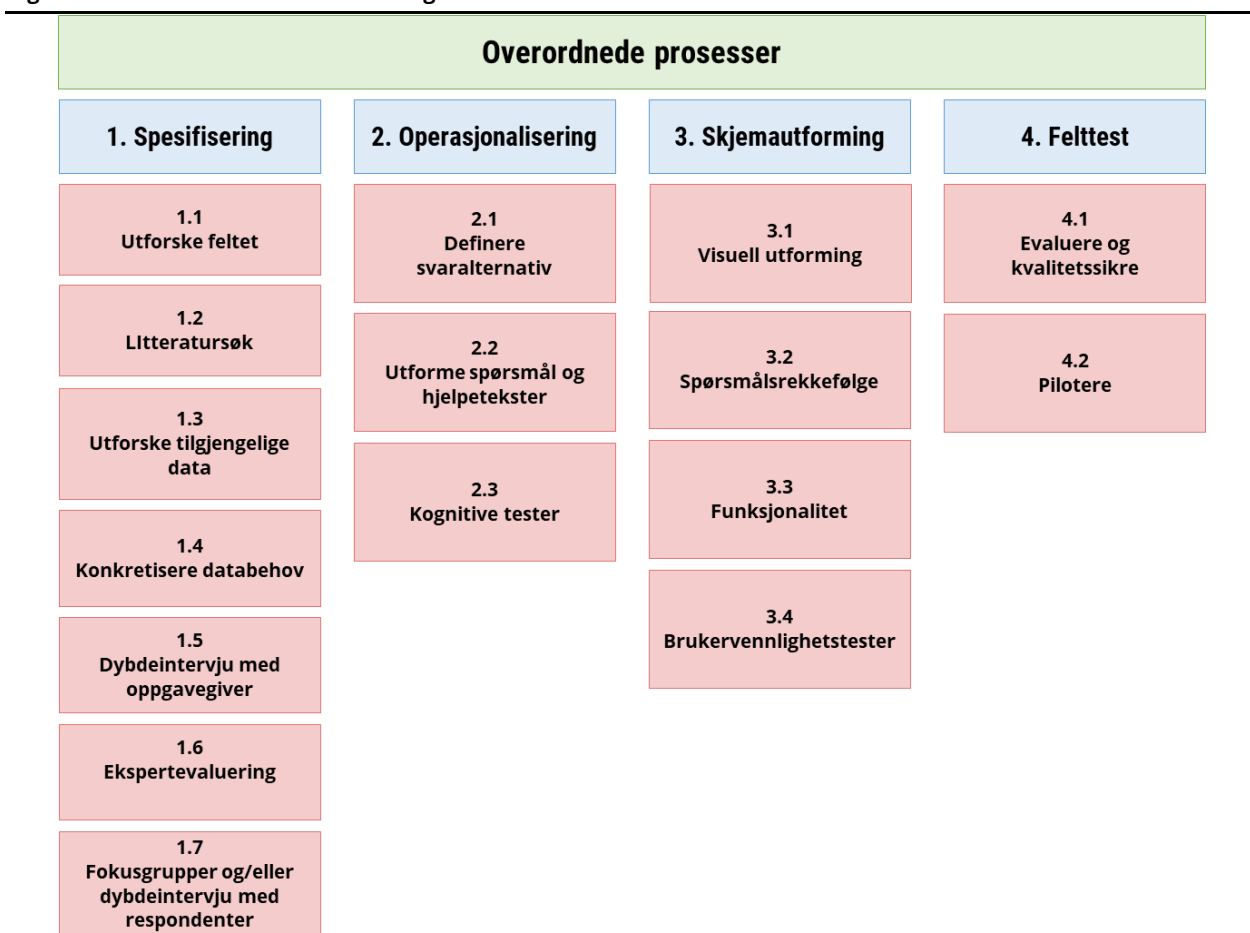 Overordnede prosesser
1. Spesifisering
2. Operasjonalisering
3. Skjemautforming
4. Felttest
1.1
Utforske feltet
1.2
LItteratursøk
1.3
Utforske tilgjengelige
data
1.4
Konkretisere databehov
1.5
Dybdeintervju med
oppgavegiver
1.6
Ekspertevaluering
1.7
Fokusgrupper og/eller
dybdeintervju med
respondenter
2.1
Definere
svaralternativ
2.2
Utforme spørsmål og
hjelpetekster
2.3
Kognitive tester
3.1
Visuell utforming
3.2
Spørsmålsrekkefølge
3.3
Funksjonalitet
3.4
Brukervennlighetstester
4.1
Evaluere og
kvalitetssikre
4.2
Pilotere